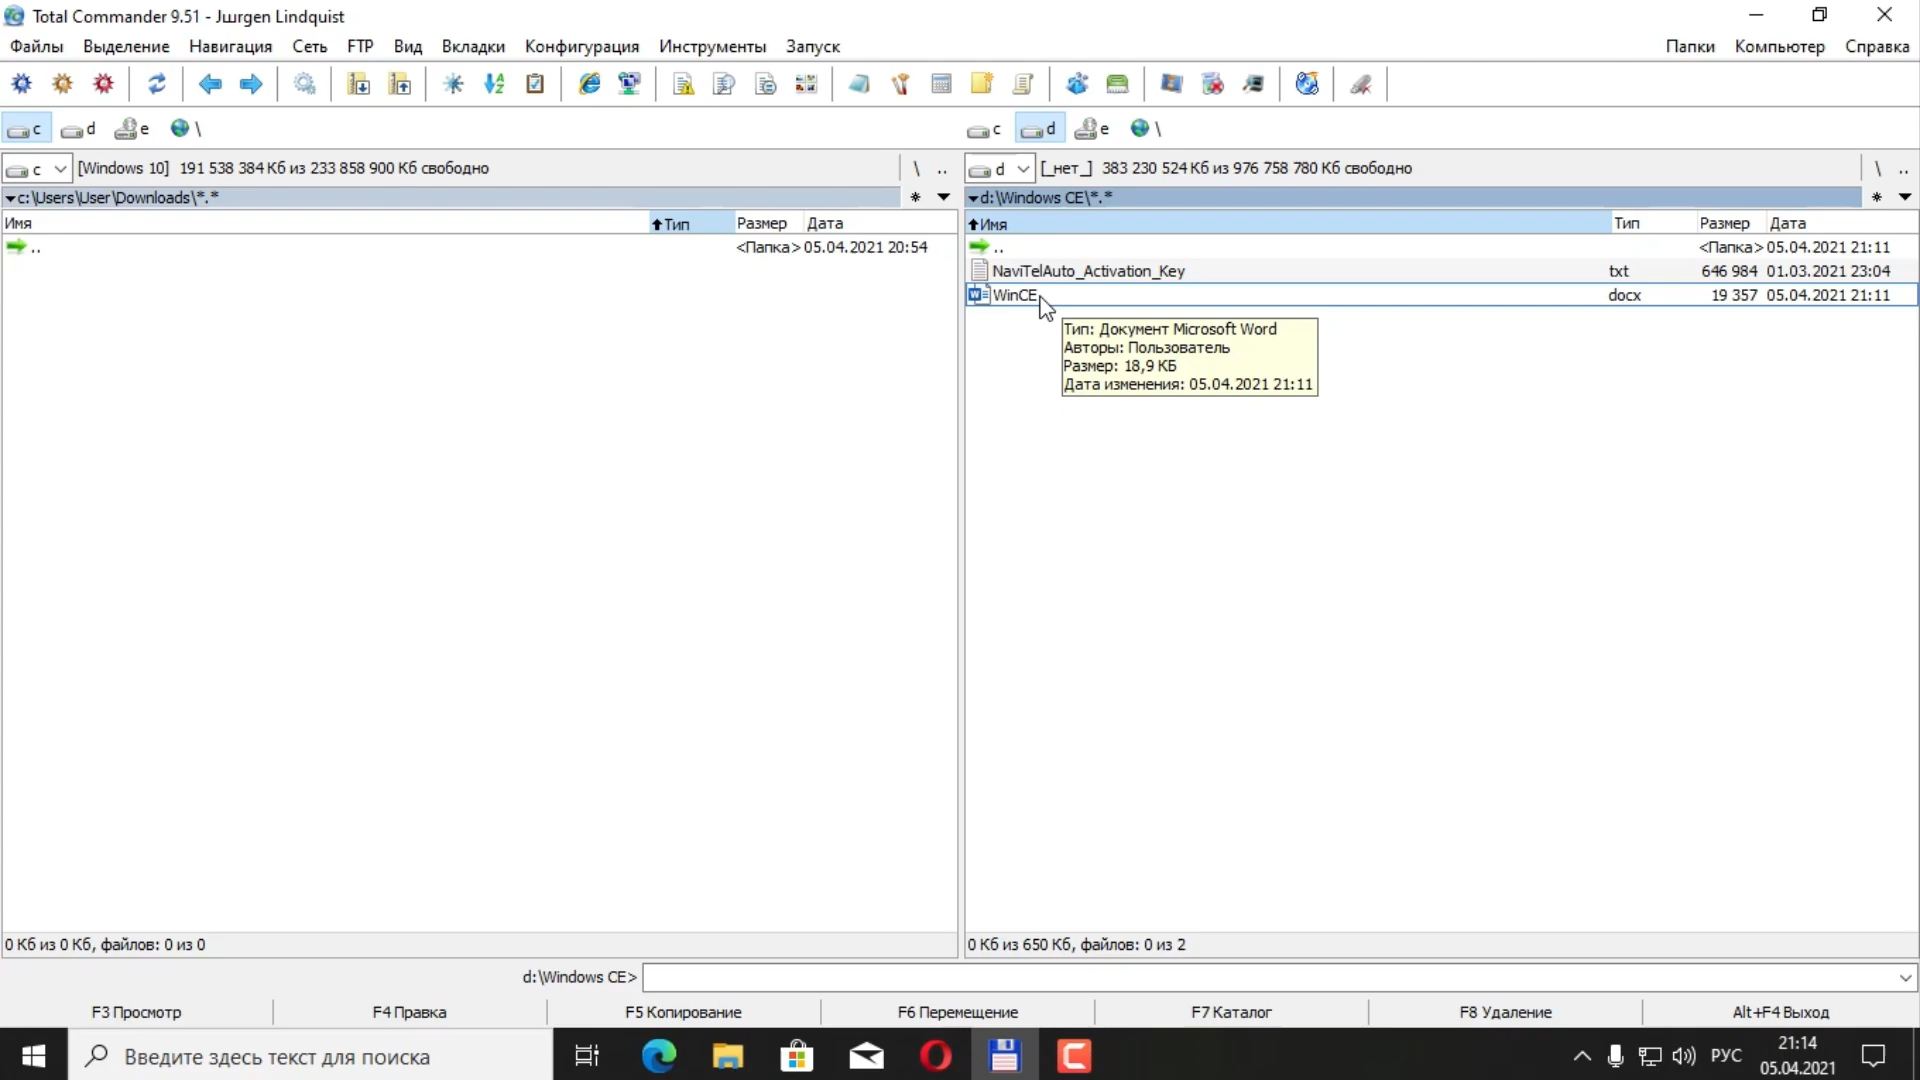 Total Commander 9.51 - Jшrgen Lindquist
Файлы Выделение Навигация Сеть FTP Вид Вкладки Конфигурация Инструменты Запуск Папки Компьютер Справка
c d e \ c d e \
c [Windows 10] 191 538 384 Кб из 233 858 900 Кб свободно \ .. d [_нет_] 383 230 524 Кб из 976 758 780 Кб свободно \ ..
c:\Users\User\Downloads\*.* * d:\Windows CE\*.* *
Имя Тип Размер Дата Имя Тип Размер Дата
.. <Папка> 05.04.2021 20:54 .. <Папка> 05.04.2021 21:11
NaviTelAuto_Activation_Key txt 646 984 01.03.2021 23:04
WinCE docx 19 357 05.04.2021 21:11
Тип: Документ Microsoft Word
Авторы: Пользователь
Размер: 18,9 КБ
Дата изменения: 05.04.2021 21:11
0 Кб из 0 Кб, файлов: 0 из 0 0 Кб из 650 Кб, файлов: 0 из 2
d:\Windows CE>
F3 Просмотр F4 Правка F5 Копирование F6 Перемещение F7 Каталог F8 Удаление Alt+F4 Выход
Введите здесь текст для поиска РУС 21:14
05.04.2021